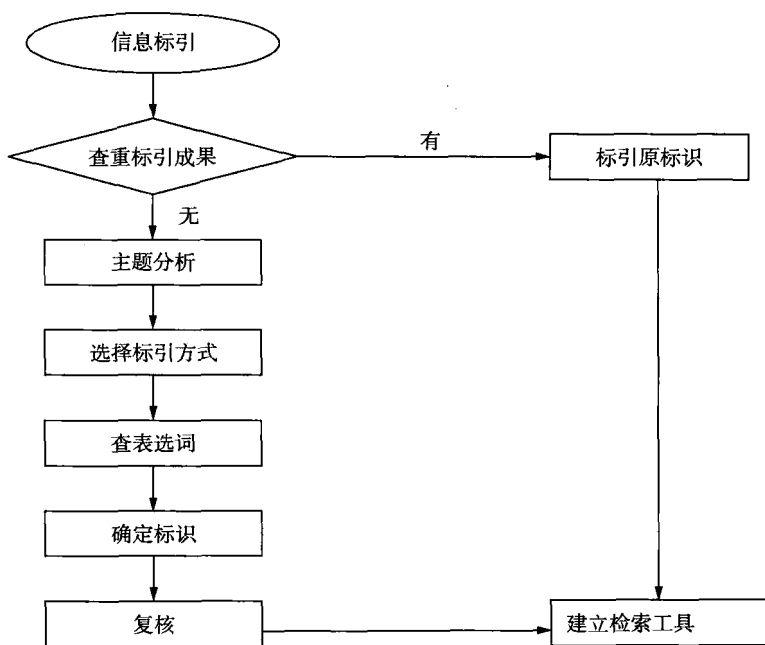 信息标引
查重标引成果
有
标引原标识
无
主题分析
选择标引方式
查表选词
确定标识
复核
建立检索工具